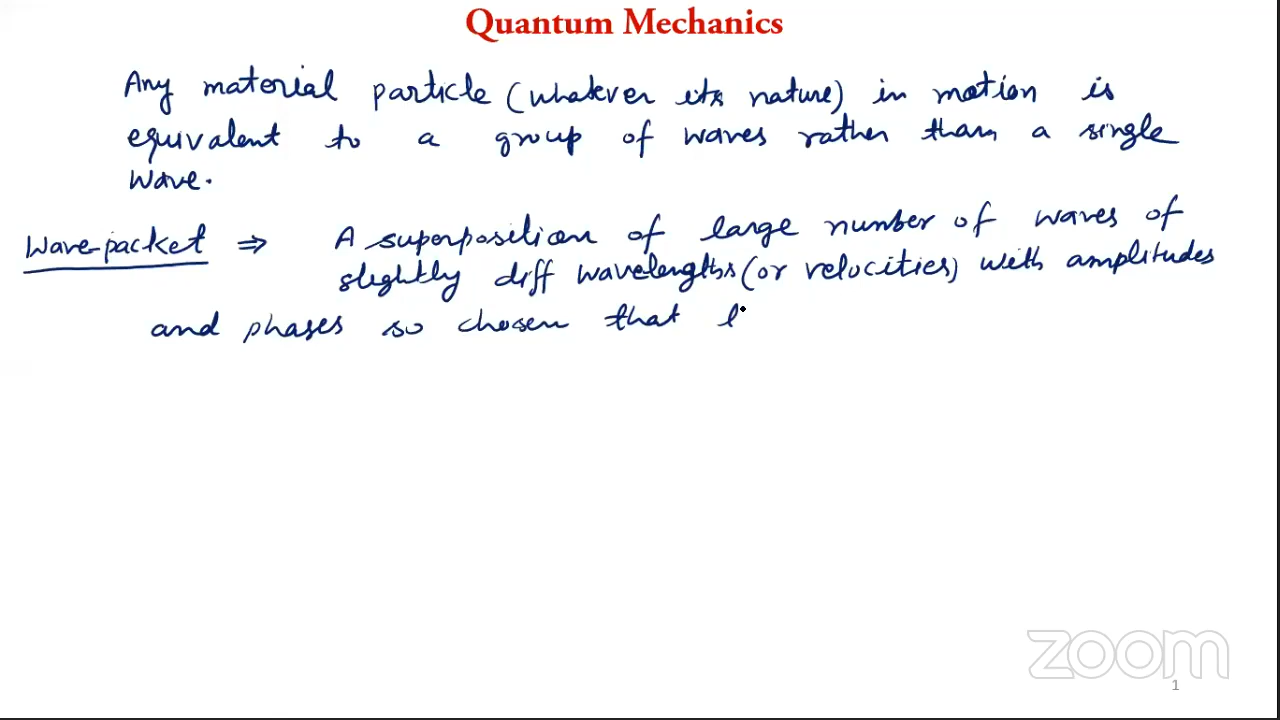 Quantum Mechanics
Any material particle (whatever its nature) in motion is
equivalent to a group of waves rather than a single
wave.
Wave-packet ⇒ A superposition of large number of waves of
slightly diff wavelengths (or velocities) with amplitudes
and phases so chosen that
zoom
1